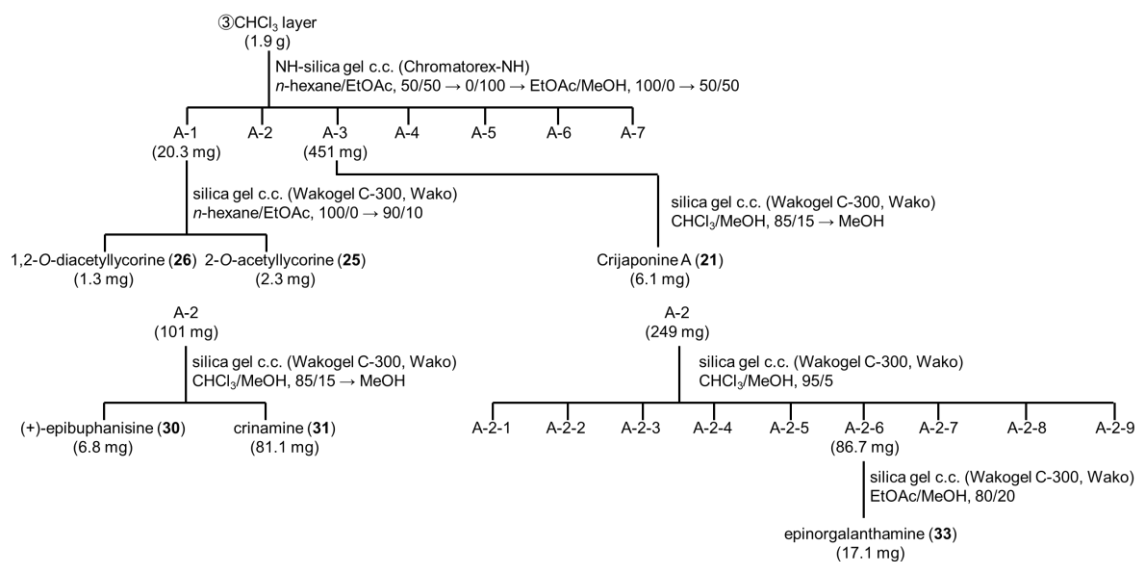 ③CHCl₃ layer
(1.9 g)
NH-silica gel c.c. (Chromatorex-NH)
n-hexane/EtOAc, 50/50 → 0/100 → EtOAc/MeOH, 100/0 → 50/50
A-1 A-2 A-3 A-4 A-5 A-6 A-7
(20.3 mg) (451 mg)
silica gel c.c. (Wakogel C-300, Wako)
n-hexane/EtOAc, 100/0 → 90/10
silica gel c.c. (Wakogel C-300, Wako)
CHCl₃/MeOH, 85/15 → MeOH
1,2-O-diacetyllycorine (26) 2-O-acetyllycorine (25) Crijaponine A (21)
(1.3 mg) (2.3 mg) (6.1 mg)
A-2
(101 mg)
silica gel c.c. (Wakogel C-300, Wako)
CHCl₃/MeOH, 85/15 → MeOH
(+)-epibuphanisine (30) crinamine (31)
(6.8 mg) (81.1 mg)
A-2
(249 mg)
silica gel c.c. (Wakogel C-300, Wako)
CHCl₃/MeOH, 95/5
A-2-1 A-2-2 A-2-3 A-2-4 A-2-5 A-2-6 A-2-7 A-2-8 A-2-9
(86.7 mg)
silica gel c.c. (Wakogel C-300, Wako)
EtOAc/MeOH, 80/20
epinorgalanthamine (33)
(17.1 mg)